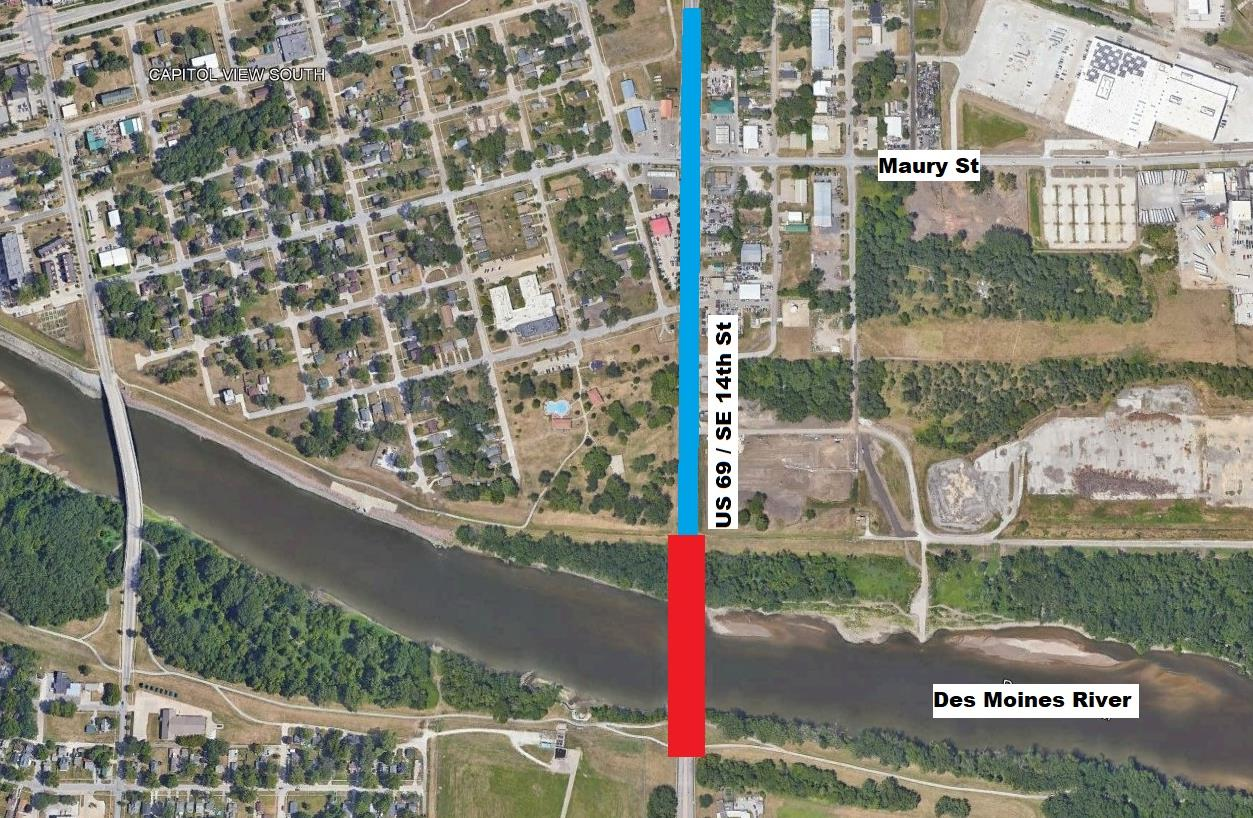 CAPITOL VIEW SOUTH
Maury St
US 69 / SE 14th St
Des Moines River